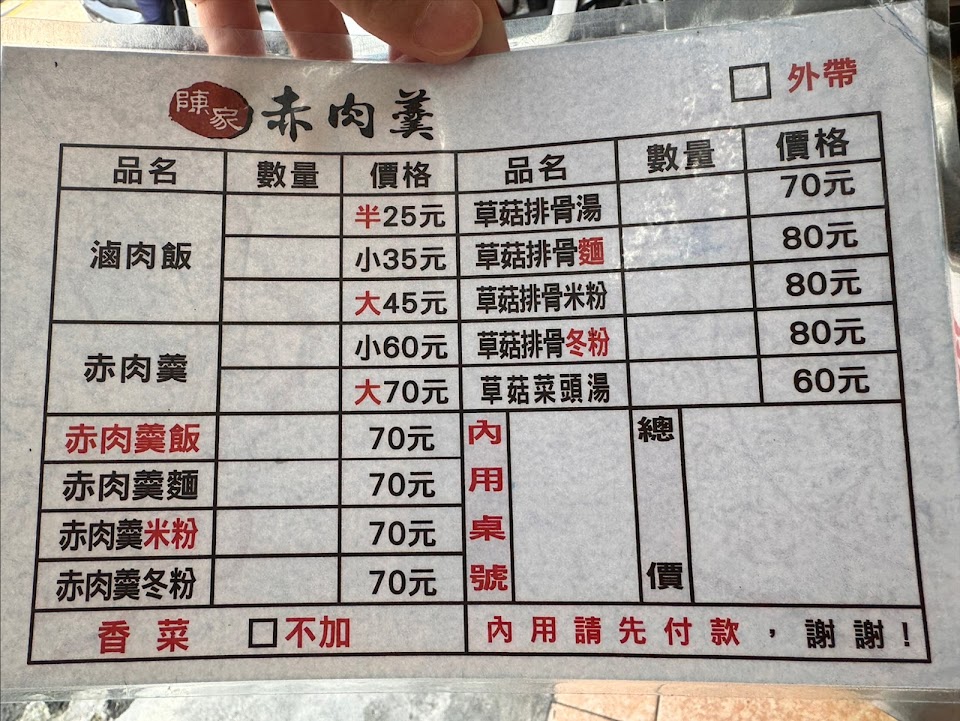 陳家 赤肉羹 □ 外帶
品名 數量 價格 品名 數量 價格
滷肉飯 半25元 草菇排骨湯 70元
小35元 草菇排骨麵 80元
大45元 草菇排骨米粉 80元
赤肉羹 小60元 草菇排骨冬粉 80元
大70元 草菇菜頭湯 60元
赤肉羹飯 70元 內用桌號 總價
赤肉羹麵 70元
赤肉羹米粉 70元
赤肉羹冬粉 70元
香菜 □不加 內用請先付款，謝謝！